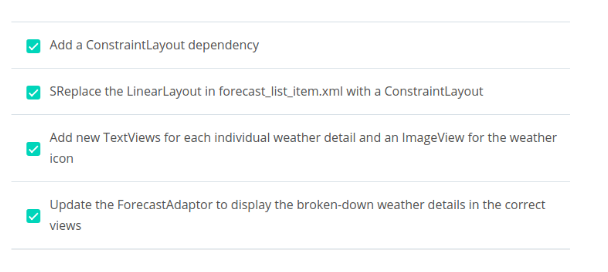 Add a ConstraintLayout dependency
SReplace the LinearLayout in forecast_list_item.xml with a ConstraintLayout
Add new TextViews for each individual weather detail and an ImageView for the weather
icon
Update the ForecastAdaptor to display the broken-down weather details in the correct
views